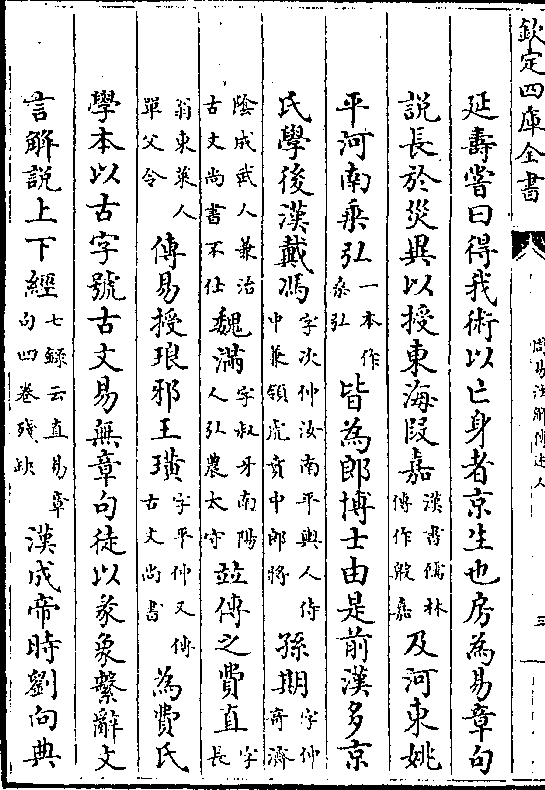 欽定四庫全書
周易注解傳述人
三
延壽嘗曰得我術以亡身者京生也房為易章句
説長於災異以授東海段嘉漢書儒林傳作殷嘉及河東姚
平河南乗弘一本作桑弘皆為郎博士由是前漢多京
氏學後漢戴馮字次仲汝南平輿人侍中兼領虎賁中郎將孫期字仲奇濟
陰成武人兼治古文尚書不仕魏滿字叔牙南陽人弘農太守竝傳之費直字長
翁東萊人單父令傳易授琅邪王璜字平仲又傳古文尚書為費氏
學本以古字號古文易無章句徒以彖象繫辭文
言解説上下經七録云直易章句四卷殘缺漢成帝時劉向典